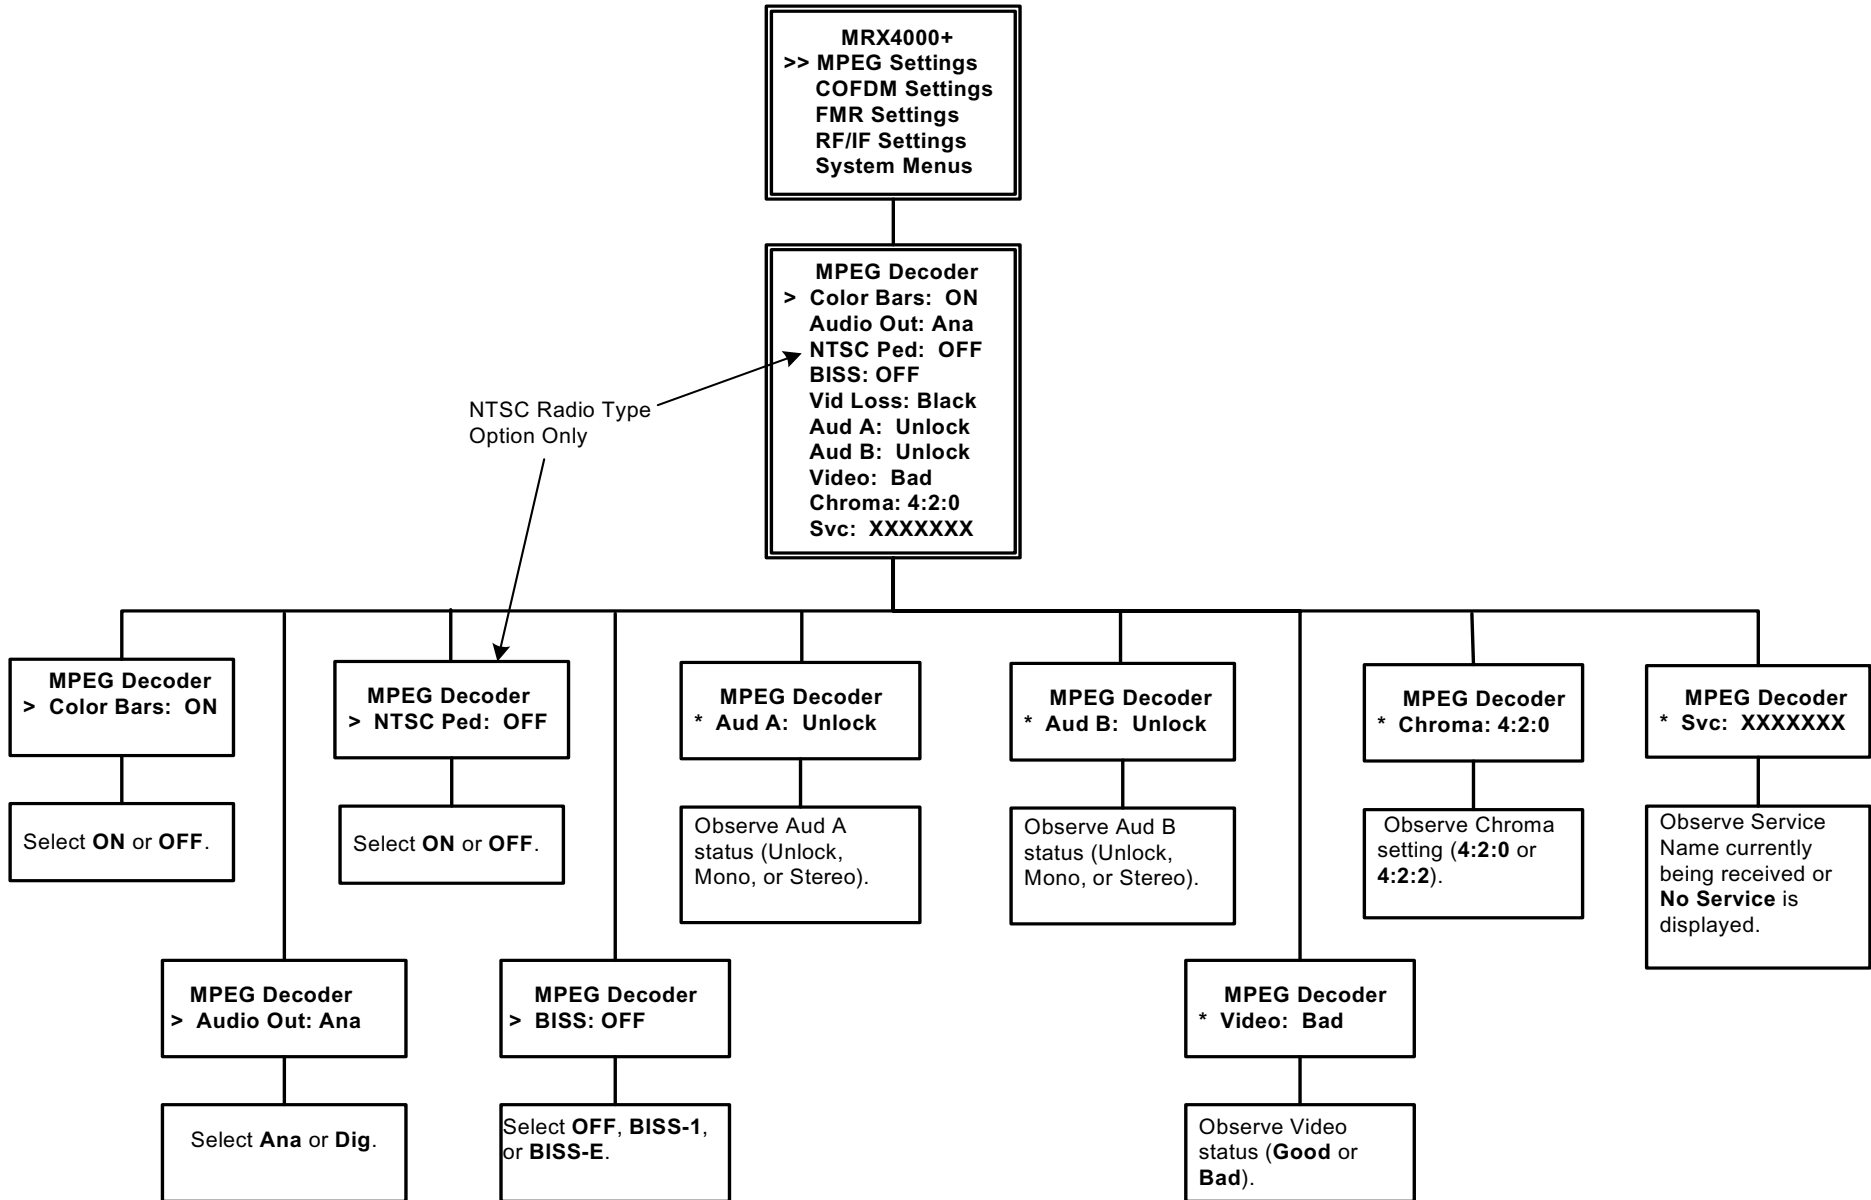 MRX4000+
>> MPEG Settings
COFDM Settings
FMR Settings
RF/IF Settings
System Menus
MPEG Decoder
> Color Bars: ON
Audio Out: Ana
NTSC Ped: OFF
BISS: OFF
Vid Loss: Black
Aud A: Unlock
Aud B: Unlock
Video: Bad
Chroma: 4:2:0
Svc: XXXXXXX
NTSC Radio Type
Option Only
MPEG Decoder
> Color Bars: ON
Select ON or OFF.
MPEG Decoder
> NTSC Ped: OFF
Select ON or OFF.
MPEG Decoder
* Aud A: Unlock
Observe Aud A
status (Unlock,
Mono, or Stereo).
MPEG Decoder
* Aud B: Unlock
Observe Aud B
status (Unlock,
Mono, or Stereo).
MPEG Decoder
* Chroma: 4:2:0
Observe Chroma
setting (4:2:0 or
4:2:2).
MPEG Decoder
* Svc: XXXXXXX
Observe Service
Name currently
being received or
No Service is
displayed.
MPEG Decoder
> Audio Out: Ana
Select Ana or Dig.
MPEG Decoder
> BISS: OFF
Select OFF, BISS-1,
or BISS-E.
MPEG Decoder
* Video: Bad
Observe Video
status (Good or
Bad).